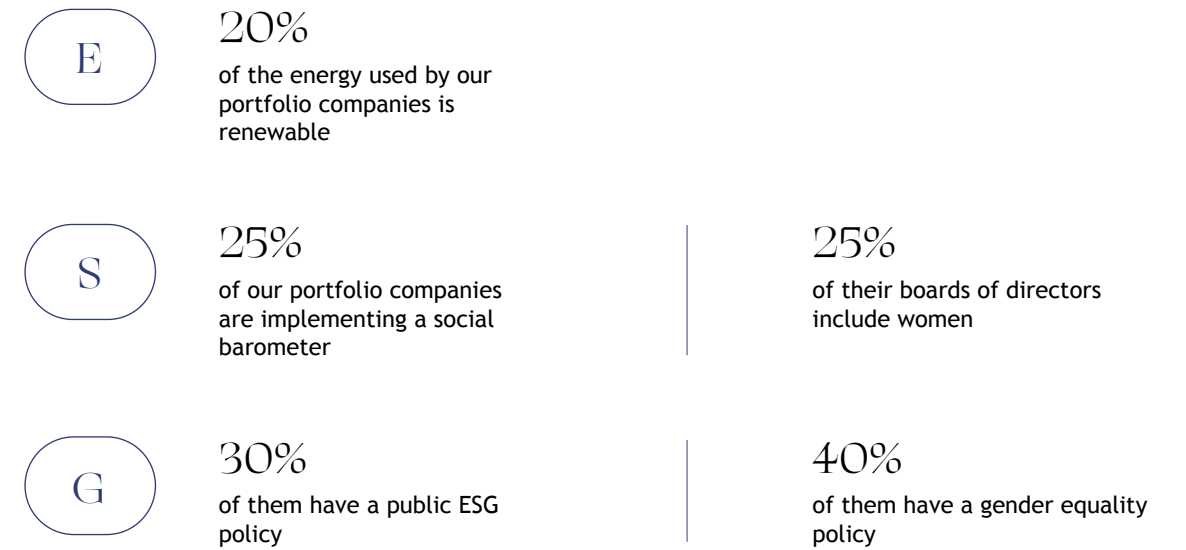 E
20%
of the energy used by our
portfolio companies is
renewable
S
25%
of our portfolio companies
are implementing a social
barometer
25%
of their boards of directors
include women
G
30%
of them have a public ESG
policy
40%
of them have a gender equality
policy